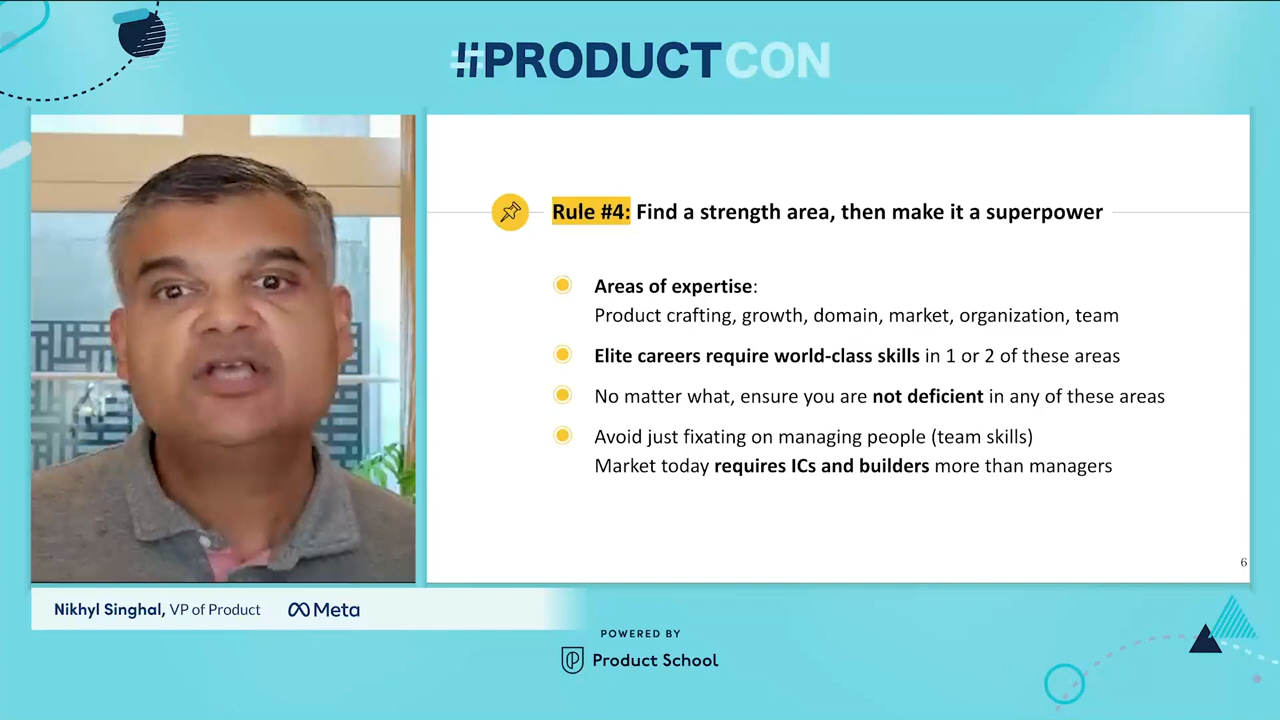 #PRODUCTCON
Rule #4: Find a strength area, then make it a superpower
Areas of expertise:
Product crafting, growth, domain, market, organization, team
Elite careers require world-class skills in 1 or 2 of these areas
No matter what, ensure you are not deficient in any of these areas
Avoid just fixating on managing people (team skills)
Market today requires ICs and builders more than managers
6
Nikhyl Singhal, VP of Product Meta
POWERED BY
Product School